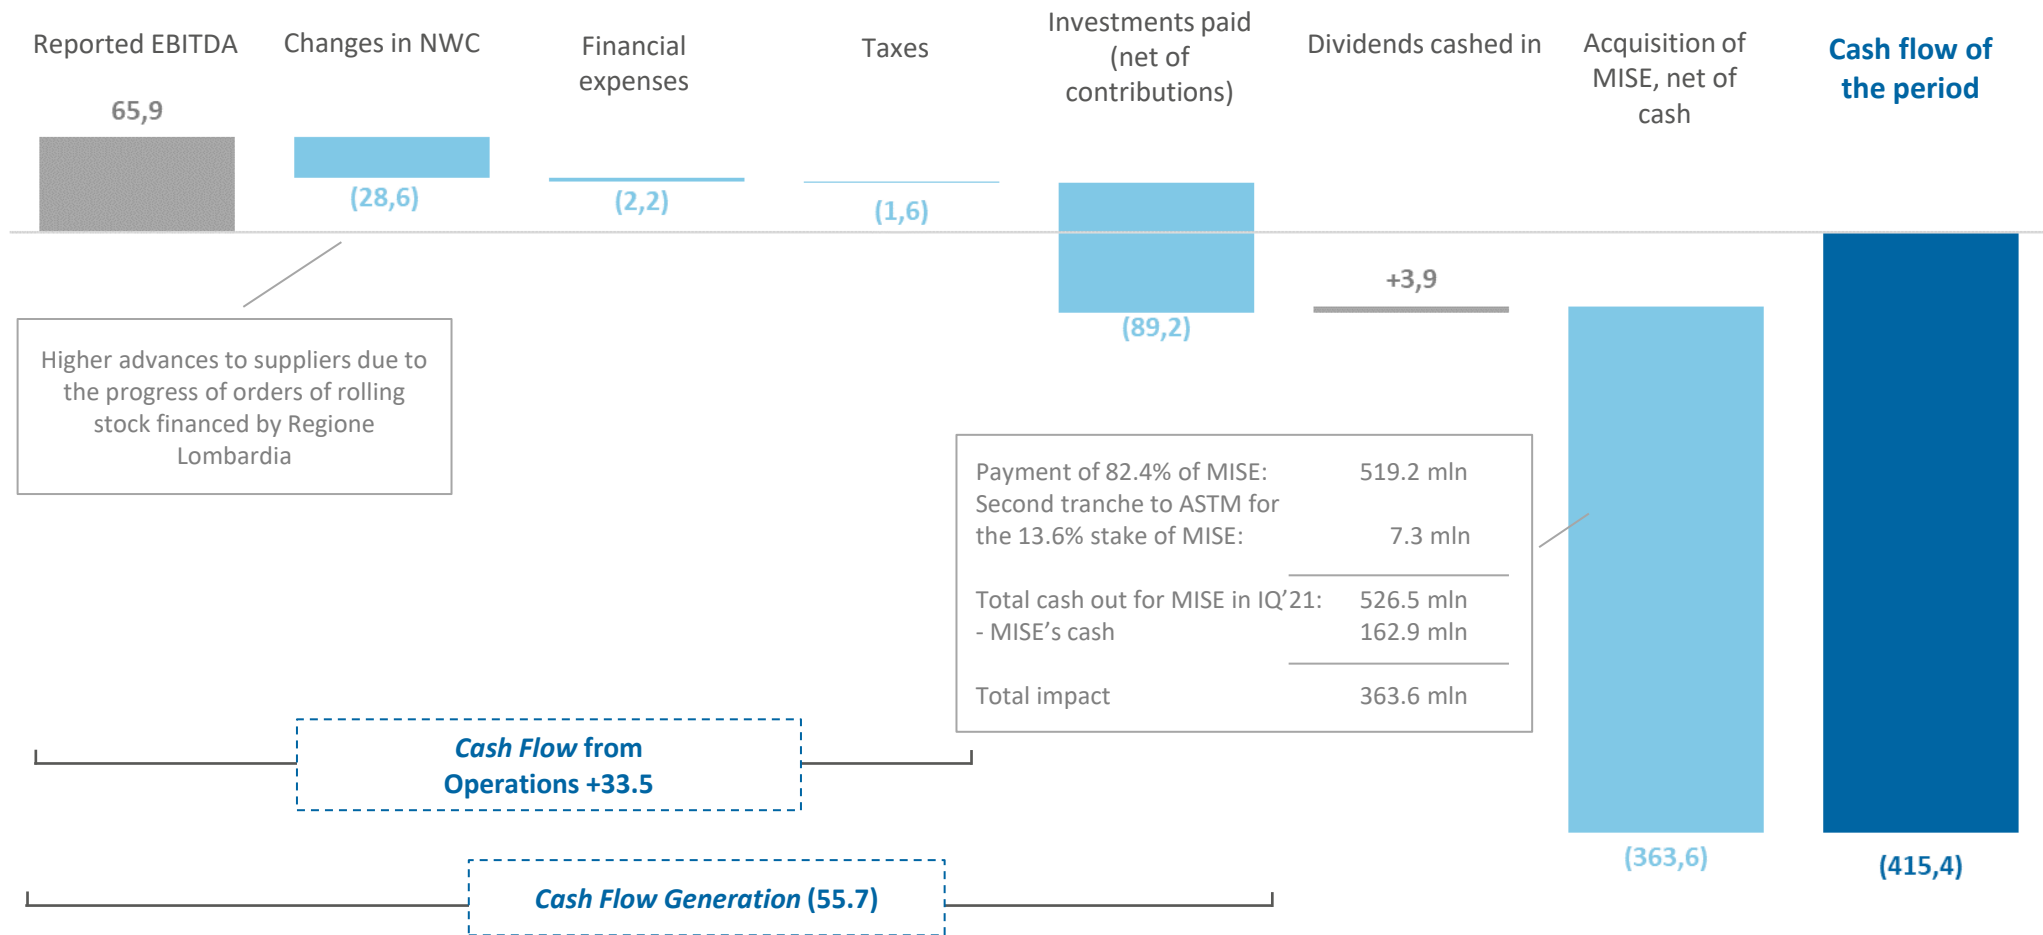 Reported EBITDA
65,9
Changes in NWC
(28,6)
Financial
expenses
(2,2)
Taxes
(1,6)
Investments paid
(net of
contributions)
(89,2)
Dividends cashed in
+3,9
Acquisition of
MISE, net of
cash
(363,6)
Cash flow of
the period
(415,4)
Higher advances to suppliers due to
the progress of orders of rolling
stock financed by Regione
Lombardia
Payment of 82.4% of MISE: 519.2 mln
Second tranche to ASTM for
the 13.6% stake of MISE: 7.3 mln
Total cash out for MISE in IQ’21: 526.5 mln
- MISE’s cash 162.9 mln
Total impact 363.6 mln
Cash Flow from
Operations +33.5
Cash Flow Generation (55.7)